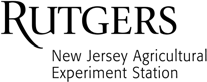 RUTGERS
New Jersey Agricultural
Experiment Station